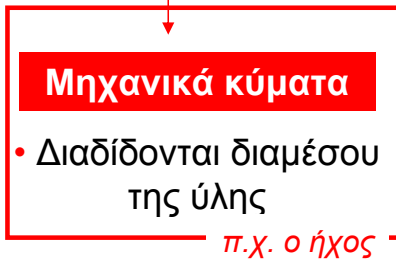 Μηχανικά κύματα
• Διαδίδονται διαμέσου
της ύλης
π.χ. ο ήχος